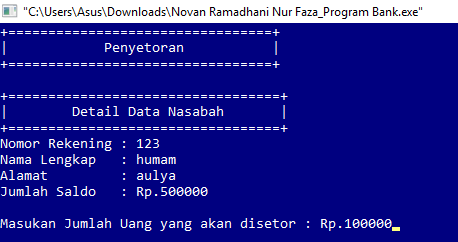 "C:\Users\Asus\Downloads\Novan Ramadhani Nur Faza_Program Bank.exe"
+=================================+
|            Penyetoran           |
+=================================+
+==================================+
|        Detail Data Nasabah       |
+==================================+
Nomor Rekening : 123
Nama Lengkap   : humam
Alamat         : aulya
Jumlah Saldo   : Rp.500000
Masukan Jumlah Uang yang akan disetor : Rp.100000